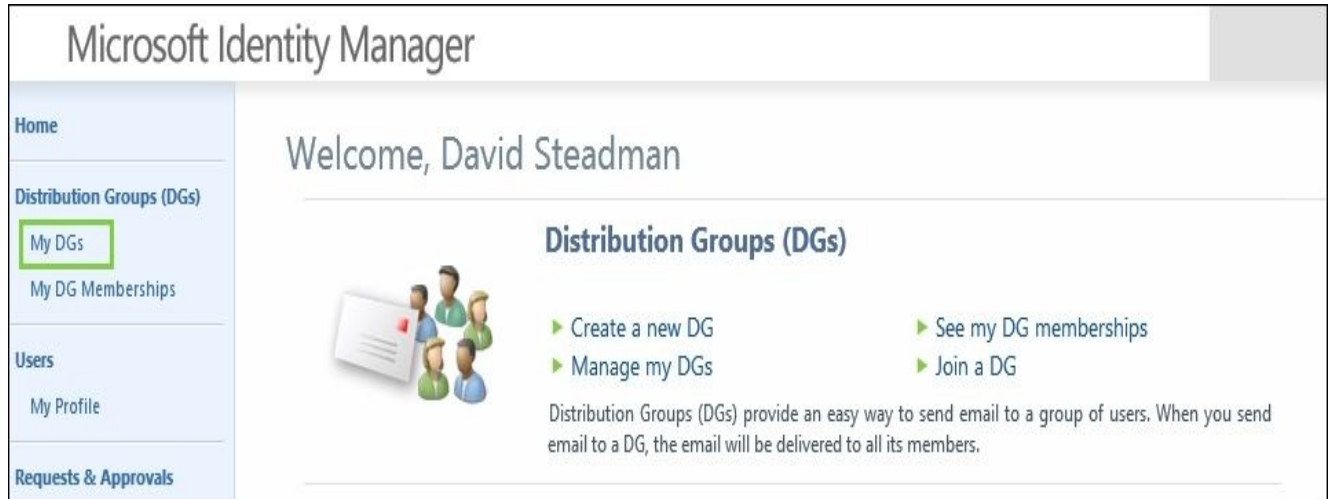 Microsoft Identity Manager
Home
Distribution Groups (DGs)
My DGs
My DG Memberships
Users
My Profile
Requests & Approvals
Welcome, David Steadman
Distribution Groups (DGs)
Create a new DG
See my DG memberships
Manage my DGs
Join a DG
Distribution Groups (DGs) provide an easy way to send email to a group of users. When you send
email to a DG, the email will be delivered to all its members.